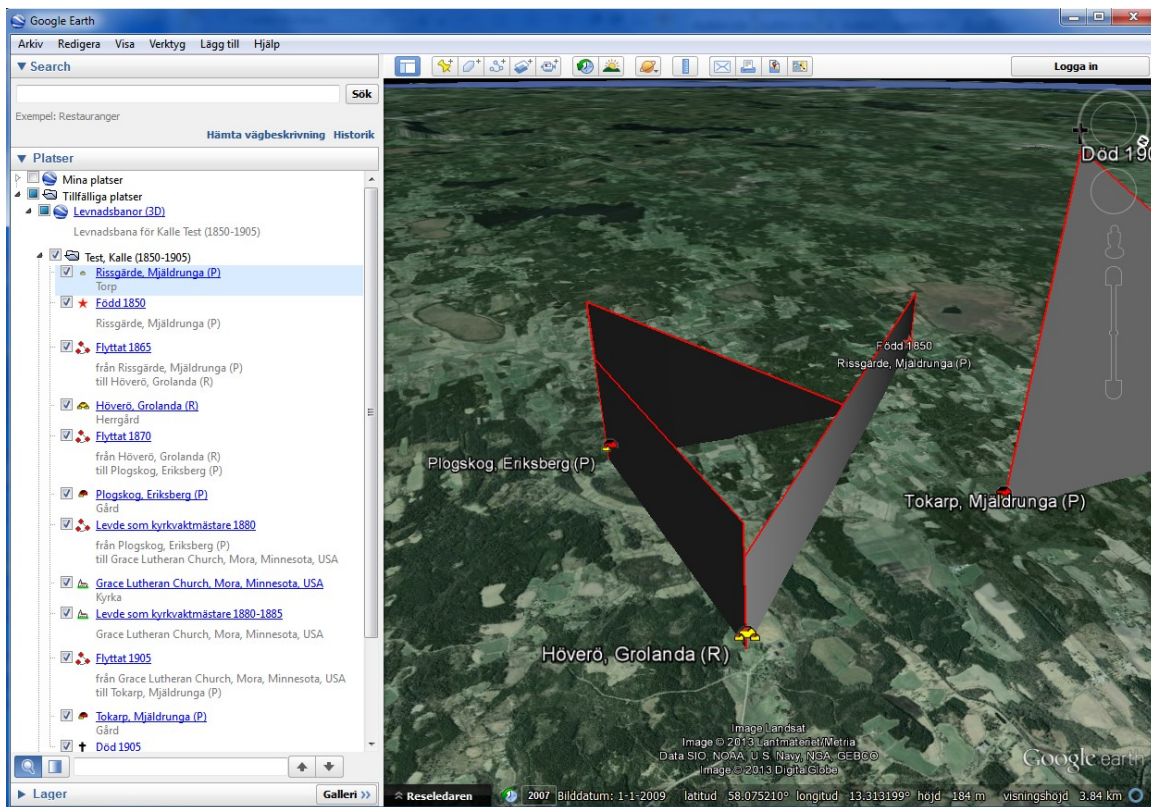 Google Earth
Arkiv Redigera Visa Verktyg Lägg till Hjälp
Search
Sök
Exempel: Restauranger
Hämta vägbeskrivning Historik
Platser
Mina platser
Tillfälliga platser
Levnadsbanor (3D)
Levnadsbana för Kalle Test (1850-1905)
Test, Kalle (1850-1905)
Rissgärde, Mjäldrunga (P)
Torp
Född 1850
Rissgärde, Mjäldrunga (P)
Flyttat 1865
från Rissgärde, Mjäldrunga (P)
till Höverö, Grolanda (R)
Höverö, Grolanda (R)
Herrgård
Flyttat 1870
från Höverö, Grolanda (R)
till Plogskog, Eriksberg (P)
Plogskog, Eriksberg (P)
Gård
Levde som kyrkvaktmästare 1880
från Plogskog, Eriksberg (P)
till Grace Lutheran Church, Mora, Minnesota, USA
Grace Lutheran Church, Mora, Minnesota, USA
Kyrka
Levde som kyrkvaktmästare 1880-1885
Grace Lutheran Church, Mora, Minnesota, USA
Flyttat 1905
från Grace Lutheran Church, Mora, Minnesota, USA
till Tokarp, Mjäldrunga (P)
Tokarp, Mjäldrunga (P)
Gård
Död 1905
Lager
Galleri >>
Logga in
Död 190
Född 1850
Rissgärde, Mjäldrunga (P)
Plogskog, Eriksberg (P)
Tokarp, Mjäldrunga (P)
Höverö, Grolanda (R)
Image Landsat
Image © 2013 Lantmäteriet/Metria
Data SIO, NOAA, U.S. Navy, NGA, GEBCO
Image © 2013 DigitalGlobe
Google earth
Reseledaren 2007 Bilddatum: 1-1-2009 latitud 58.075210° longitud 13.313199° höjd 184 m visningshöjd 3.84 km